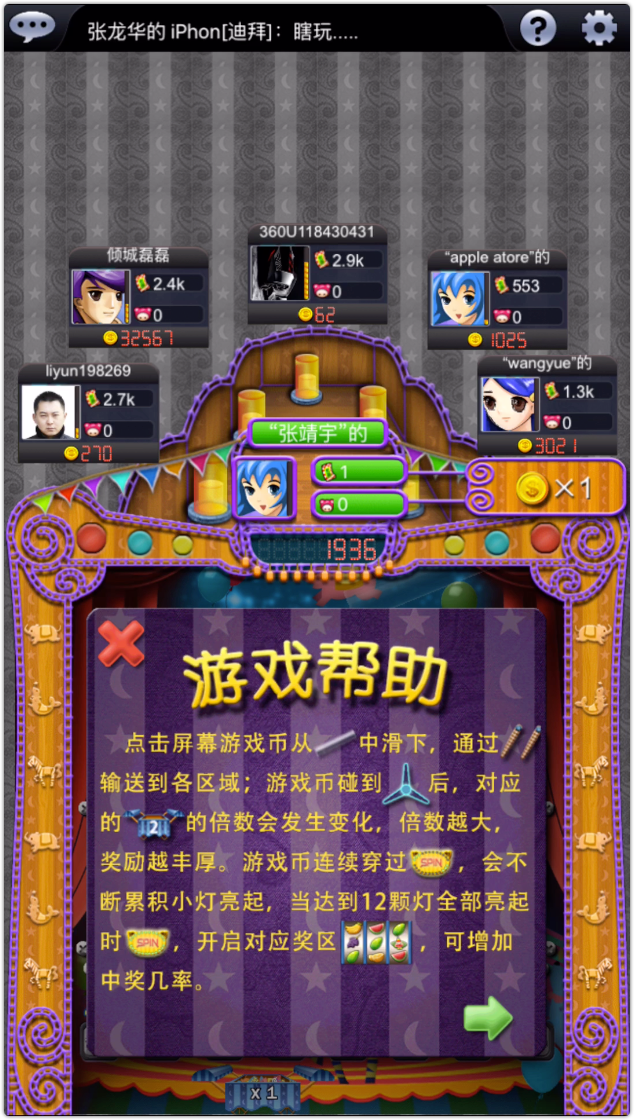 张龙华的 iPhon[迪拜]：瞎玩.....
360U118430431
2.9k
0
62
倾城磊磊
2.4k
0
32567
“apple atore”的
553
0
1025
liyun198269
2.7k
0
270
“wangyue”的
1.3k
0
3021
“张靖宇”的
1
0
×1
1936
游戏帮助
点击屏幕游戏币从 中滑下，通过
输送到各区域；游戏币碰到 后，对应
的 2 的倍数会发生变化，倍数越大，
奖励越丰厚。游戏币连续穿过 SPIN ，会不
断累积小灯亮起，当达到12颗灯全部亮起
时 SPIN ，开启对应奖区 ，可增加
中奖几率。
x1